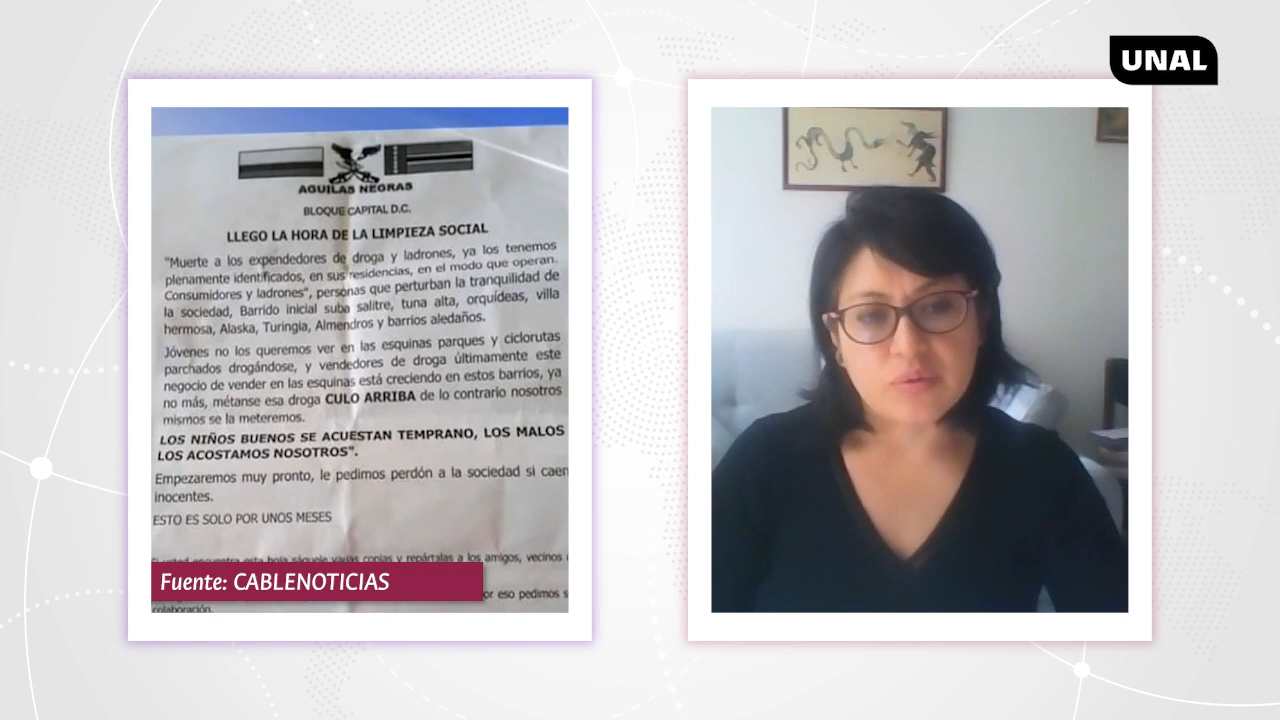 UNAL
AGUILAS NEGRAS
BLOQUE CAPITAL D.C.
LLEGO LA HORA DE LA LIMPIEZA SOCIAL
"Muerte a los expendedores de droga y ladrones, ya los tenemos
plenamente identificados, en sus residencias, en el modo que operan.
Consumidores y ladrones", personas que perturban la tranquilidad de
la sociedad, Barrido inicial suba salitre, tuna alta, orquídeas, villa
hermosa, Alaska, Turingia, Almendros y barrios aledaños.
Jóvenes no los queremos ver en las esquinas parques y ciclorutas
parchados drogándose, y vendedores de droga últimamente este
negocio de vender en las esquinas está creciendo en estos barrios, ya
no más, métanse esa droga CULO ARRIBA de lo contrario nosotros
mismos se la meteremos.
LOS NIÑOS BUENOS SE ACUESTAN TEMPRANO, LOS MALOS
LOS ACOSTAMOS NOSOTROS".
Empezaremos muy pronto, le pedimos perdón a la sociedad si caen
inocentes.
ESTO ES SOLO POR UNOS MESES
usted encuentra esta hoja sáquele varias copias y repártalas a los amigos, vecinos
Fuente: CABLENOTICIAS
or eso pedimos s
colaboración.